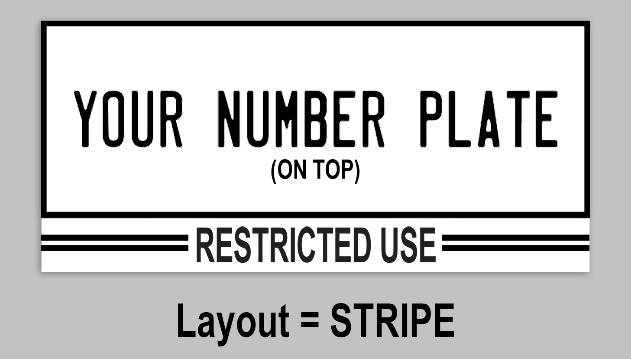 YOUR NUMBER PLATE
(ON TOP)
RESTRICTED USE
Layout = STRIPE